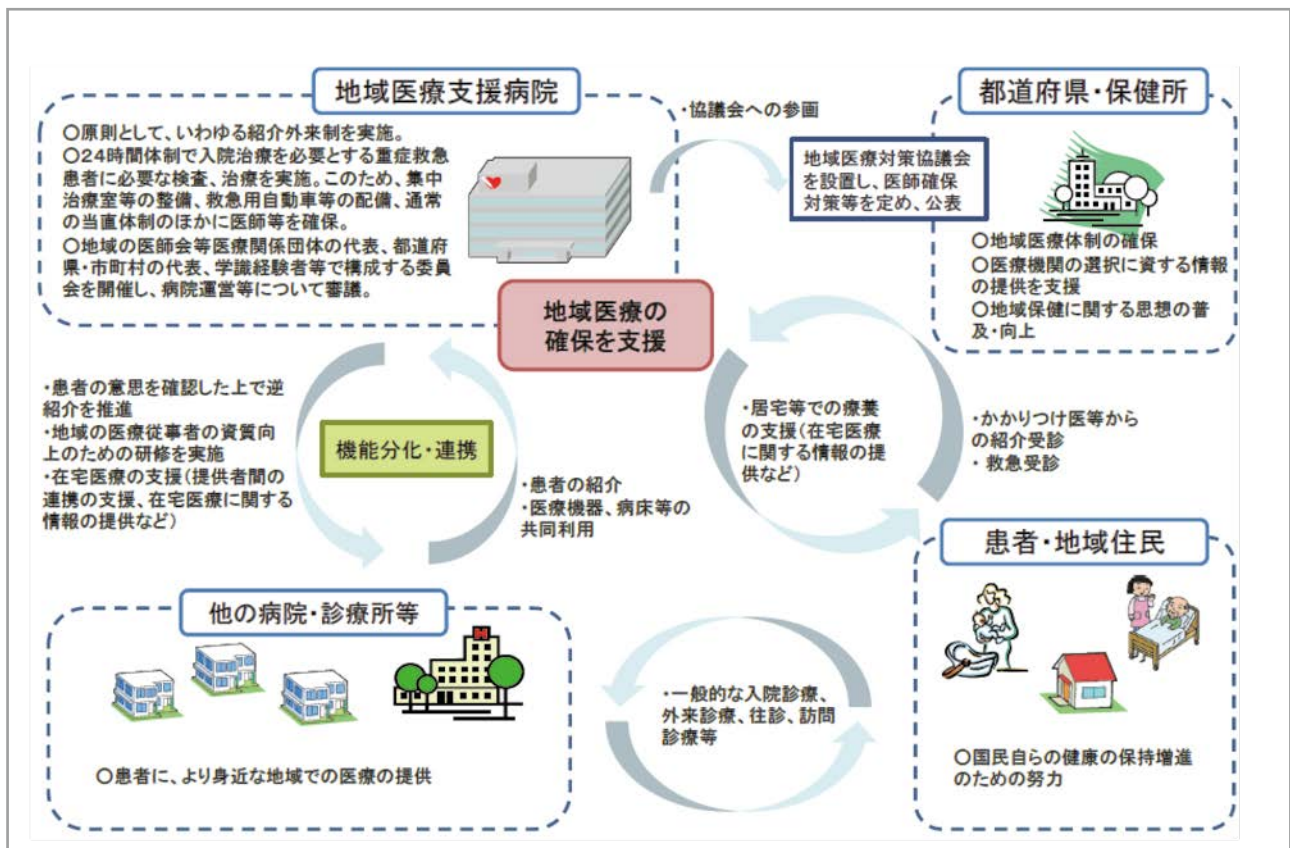 地域医療支援病院
○原則として、いわゆる紹介外来制を実施。
○24時間体制で入院治療を必要とする重症救急
患者に必要な検査、治療を実施。このため、集中
治療室等の整備、救急用自動車等の配備、通常
の当直体制のほかに医師等を確保。
○地域の医師会等医療関係団体の代表、都道府
県・市町村の代表、学識経験者等で構成する委員
会を開催し、病院運営等について審議。
・協議会への参画
都道府県・保健所
地域医療対策協議会
を設置し、医師確保
対策等を定め、公表
○地域医療体制の確保
○医療機関の選択に資する情報
の提供を支援
○地域保健に関する思想の普
及・向上
地域医療の
確保を支援
・患者の意思を確認した上で逆
紹介を推進
・地域の医療従事者の資質向
上のための研修を実施
・在宅医療の支援(提供者間の
連携の支援、在宅医療に関する
情報の提供など)
機能分化・連携
・患者の紹介
・医療機器、病床等の
共同利用
・居宅等での療養
の支援(在宅医療
に関する情報の提
供など)
・かかりつけ医等から
の紹介受診
・救急受診
他の病院・診療所等
H
○患者に、より身近な地域での医療の提供
・一般的な入院診療、
外来診療、往診、訪問
診療等
患者・地域住民
○国民自らの健康の保持増進
のための努力